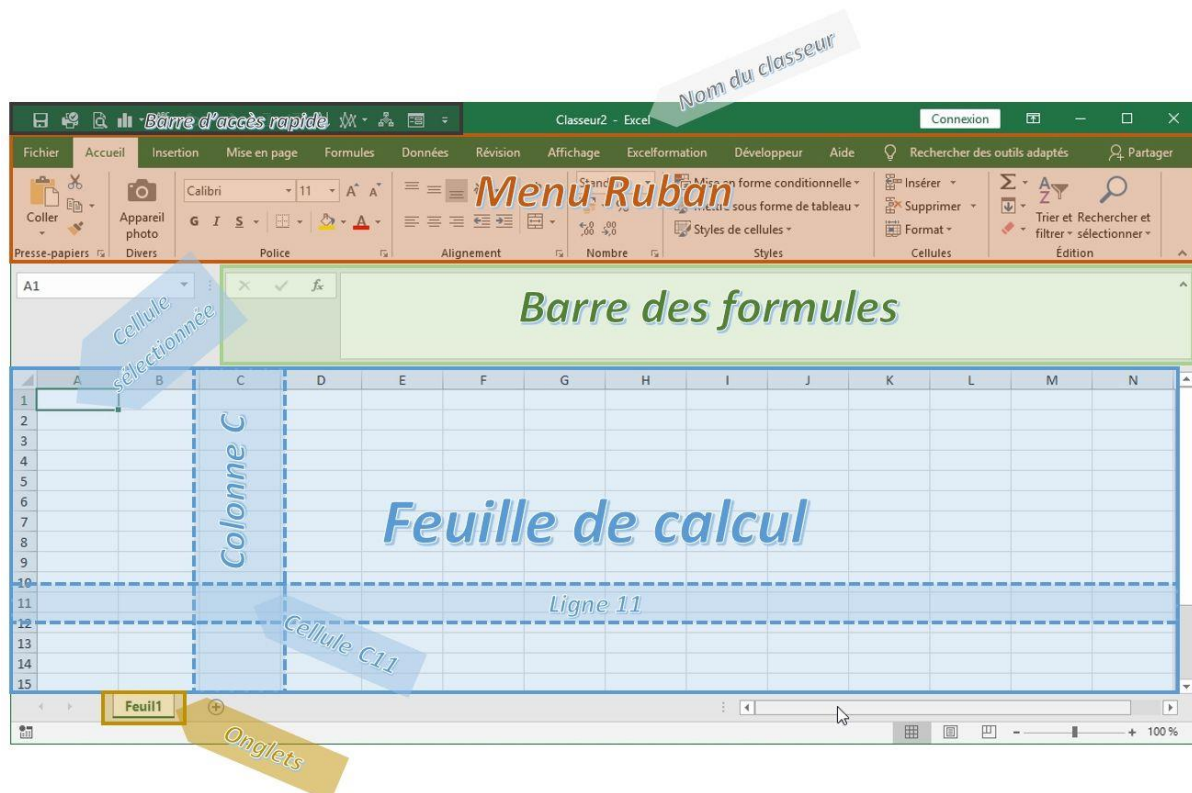 Nom du classeur
Barre d'accès rapide
Classeur2 - Excel
Connexion
Fichier Accueil Insertion Mise en page Formules Données Révision Affichage Excelformation Développeur Aide Rechercher des outils adaptés Partager
Menu Ruban
Coller
Appareil photo
Calibri 11
G I S
Mise en forme conditionnelle
sous forme de tableau
Styles de cellules
Insérer
Supprimer
Format
Trier et filtrer
Rechercher et sélectionner
Presse-papiers Divers Police Alignement Nombre Styles Cellules Édition
A1
fx
Barre des formules
Cellule sélectionnée
A B C D E F G H I J K L M N
1
2
3
4
5
6
7
8
9
10
11
12
13
14
15
Colonne C
Feuille de calcul
Ligne 11
Cellule C11
Feuil1
Onglets
100 %